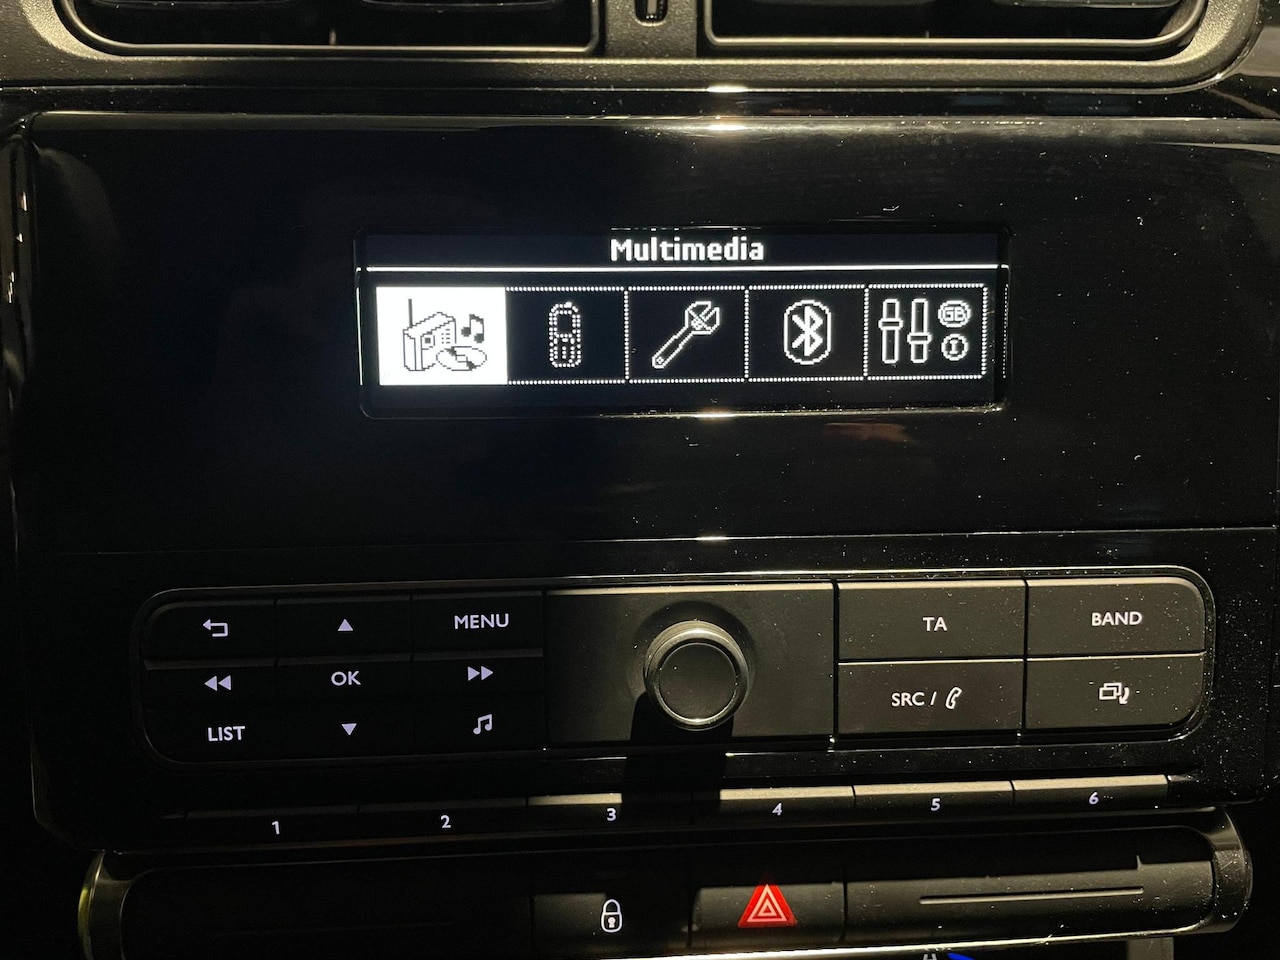 Multimedia
GB
I
MENU
OK
LIST
TA
BAND
SRC /
1
2
3
4
5
6